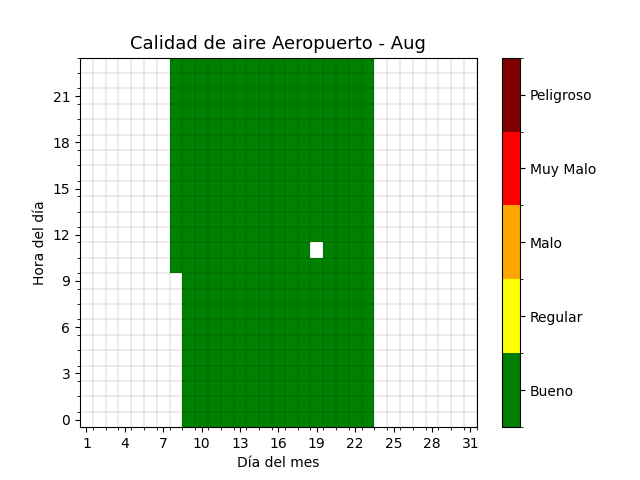 Calidad de aire Aeropuerto - Aug
Hora del día
21
18
15
12
9
6
3
0
1 4 7 10 13 16 19 22 25 28 31
Día del mes
Peligroso
Muy Malo
Malo
Regular
Bueno